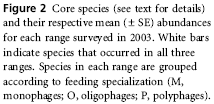 Figure 2 Core species (see text for details)
and their respective mean (± SE) abundances
for each range surveyed in 2003. White bars
indicate species that occurred in all three
ranges. Species in each range are grouped
according to feeding specialization (M,
monophages; O, oligophages; P, polyphages).